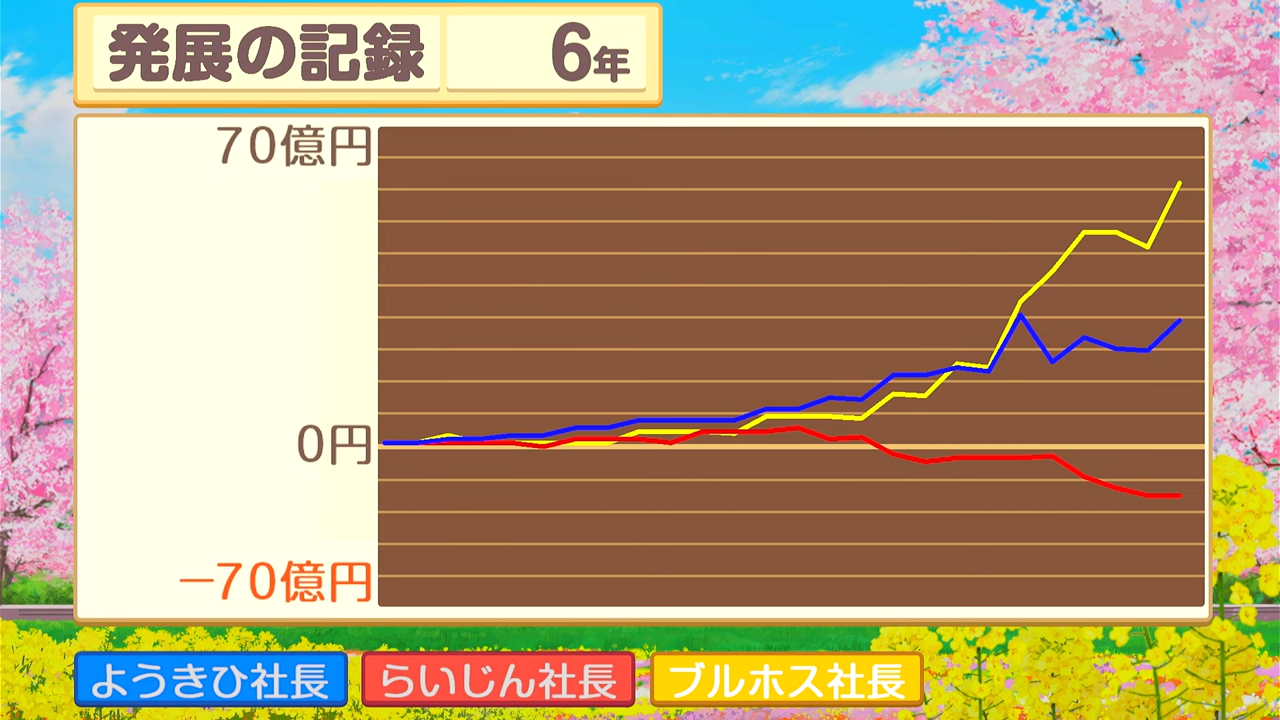 発展の記録 6年
70億円
0円
−70億円
ようきひ社長 らいじん社長 ブルホス社長